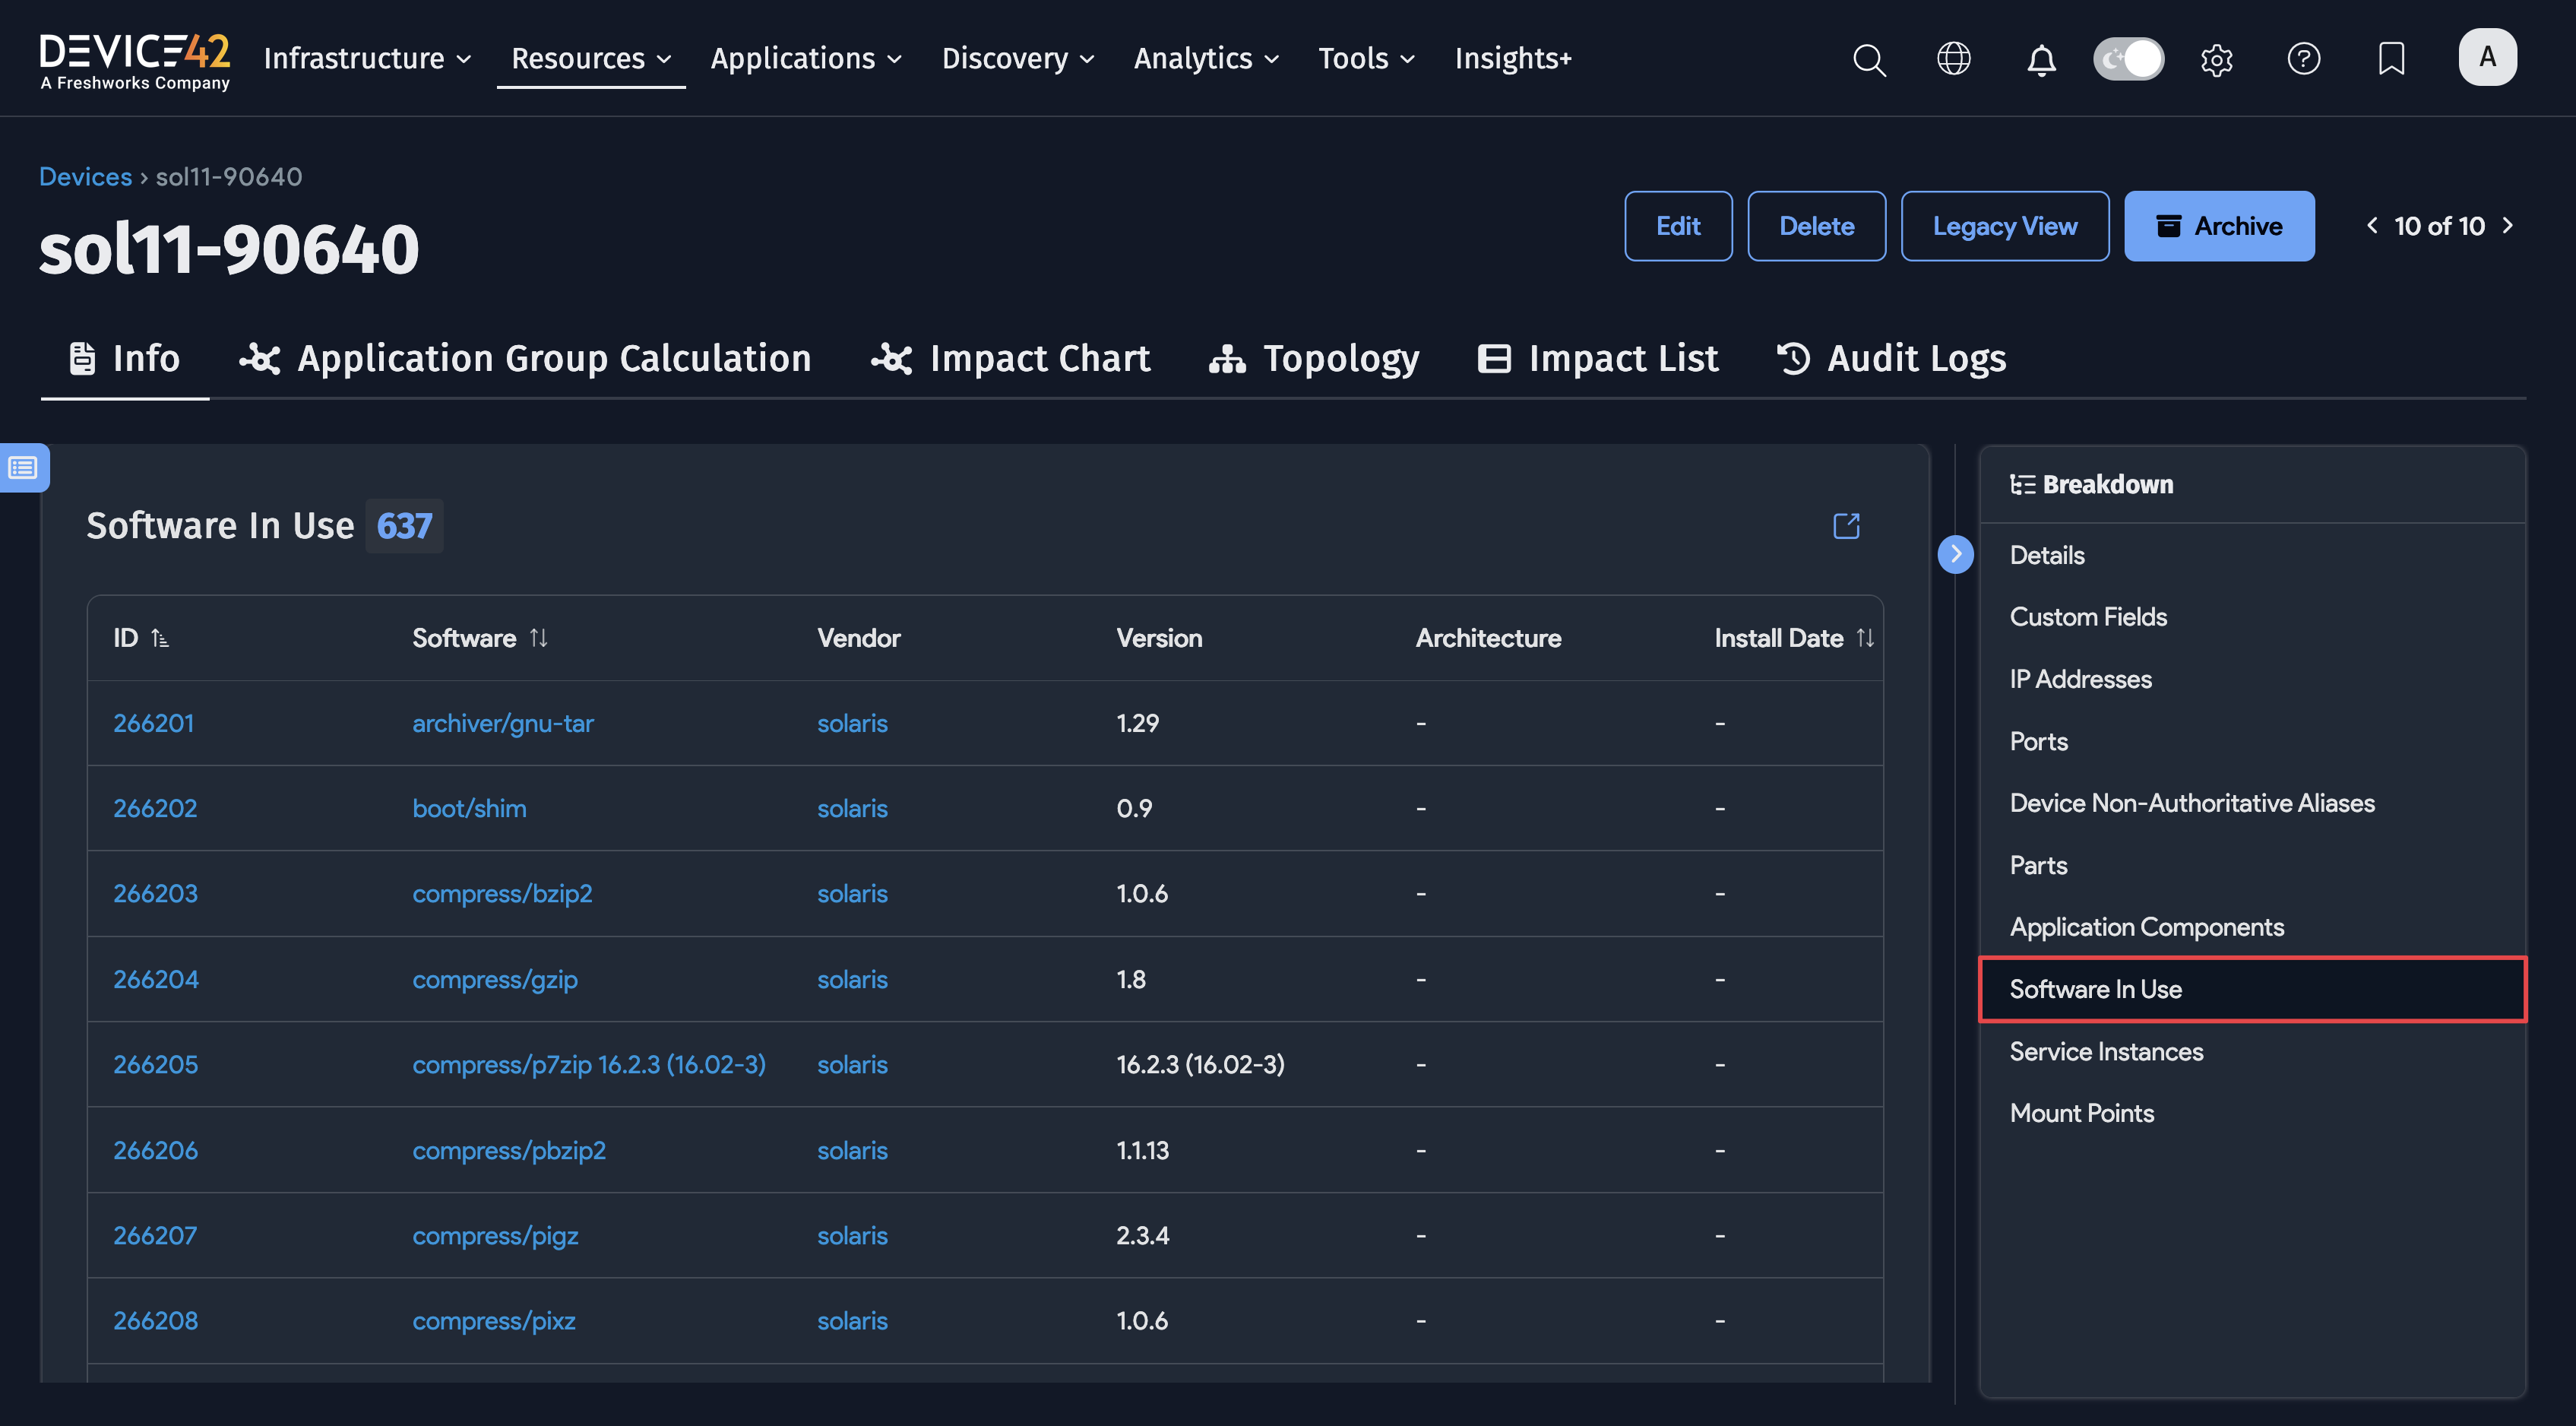 DEVICE42
A Freshworks Company
Infrastructure Resources Applications Discovery Analytics Tools Insights+
A
Devices › sol11-90640
sol11-90640
Edit Delete Legacy View Archive 10 of 10
Info Application Group Calculation Impact Chart Topology Impact List Audit Logs
Software In Use 637
ID Software Vendor Version Architecture Install Date
266201 archiver/gnu-tar solaris 1.29 - -
266202 boot/shim solaris 0.9 - -
266203 compress/bzip2 solaris 1.0.6 - -
266204 compress/gzip solaris 1.8 - -
266205 compress/p7zip 16.2.3 (16.02-3) solaris 16.2.3 (16.02-3) - -
266206 compress/pbzip2 solaris 1.1.13 - -
266207 compress/pigz solaris 2.3.4 - -
266208 compress/pixz solaris 1.0.6 - -
Breakdown
Details
Custom Fields
IP Addresses
Ports
Device Non-Authoritative Aliases
Parts
Application Components
Software In Use
Service Instances
Mount Points